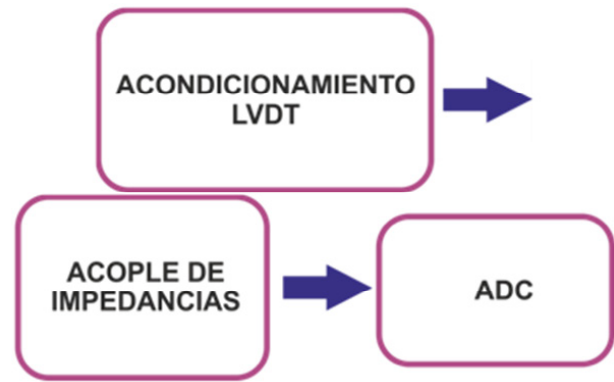 ACONDICIONAMIENTO
LVDT
ACOPLE DE
IMPEDANCIAS
ADC